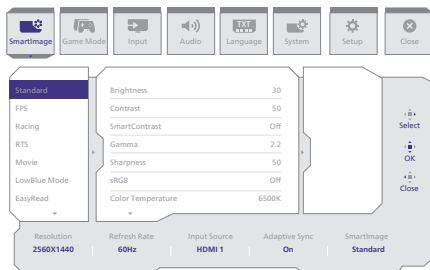 SmartImage
Game Mode
Input
Audio
TXT
Language
System
Setup
Close
Standard
FPS
Racing
RTS
Movie
LowBlue Mode
EasyRead
Brightness 30
Contrast 50
SmartContrast Off
Gamma 2.2
Sharpness 50
sRGB Off
Color Temperature 6500K
Select
OK
Close
Resolution Refresh Rate Input Source Adaptive Sync SmartImage
2560X1440 60Hz HDMI 1 On Standard